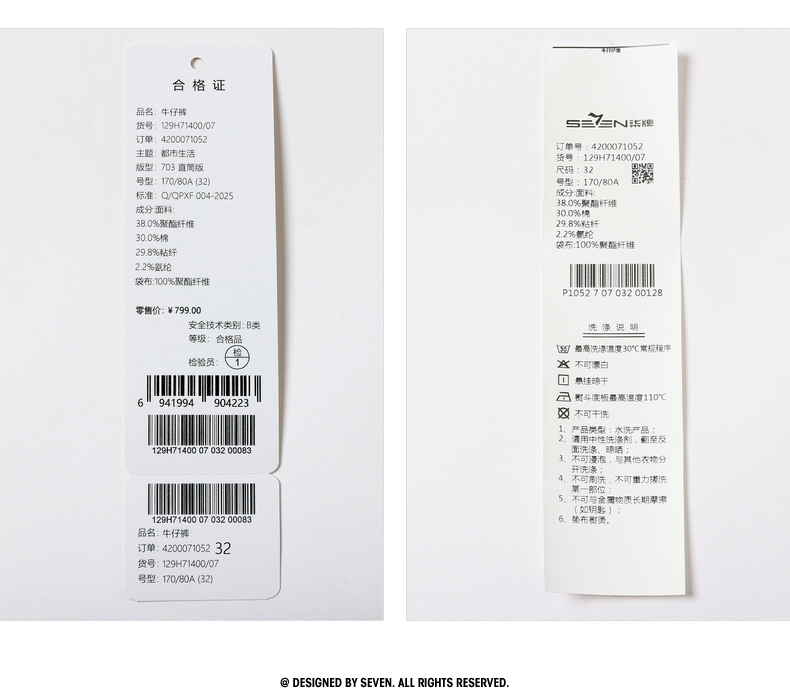 合格证
品名: 牛仔裤
货号: 129H71400/07
订单: 4200071052
主题: 都市生活
版型: 703 直筒版
号型: 170/80A (32)
标准: Q/QPXF 004-2025
成分:面料:
38.0%聚酯纤维
30.0%棉
29.8%粘纤
2.2%氨纶
袋布:100%聚酯纤维
零售价: ¥799.00
安全技术类别: B类
等级: 合格品
检验员: 检 1
6 941994 904223
129H71400 07 032 00083
129H71400 07 032 00083
品名: 牛仔裤
订单: 4200071052 32
货号: 129H71400/07
号型: 170/80A (32)
SEVEN 柒牌
订单号: 4200071052
货号: 129H71400/07
尺码: 32
号型: 170/80A
成分:面料:
38.0%聚酯纤维
30.0%棉
29.8%粘纤
2.2%氨纶
袋布:100%聚酯纤维
P1052 7 07 032 00128
洗涤说明
最高洗涤温度30℃常规程序
不可漂白
悬挂晾干
熨斗底板最高温度110℃
不可干洗
1、产品类型: 水洗产品;
2、请用中性洗涤剂, 翻至反
面洗涤、晾晒;
3、不可浸泡, 与其他衣物分
开洗涤;
4、不可刷洗, 不可重力搓洗
某一部位;
5、不可与金属物质长期摩擦
(如钥匙);
6、垫布熨烫。
@ DESIGNED BY SEVEN. ALL RIGHTS RESERVED.